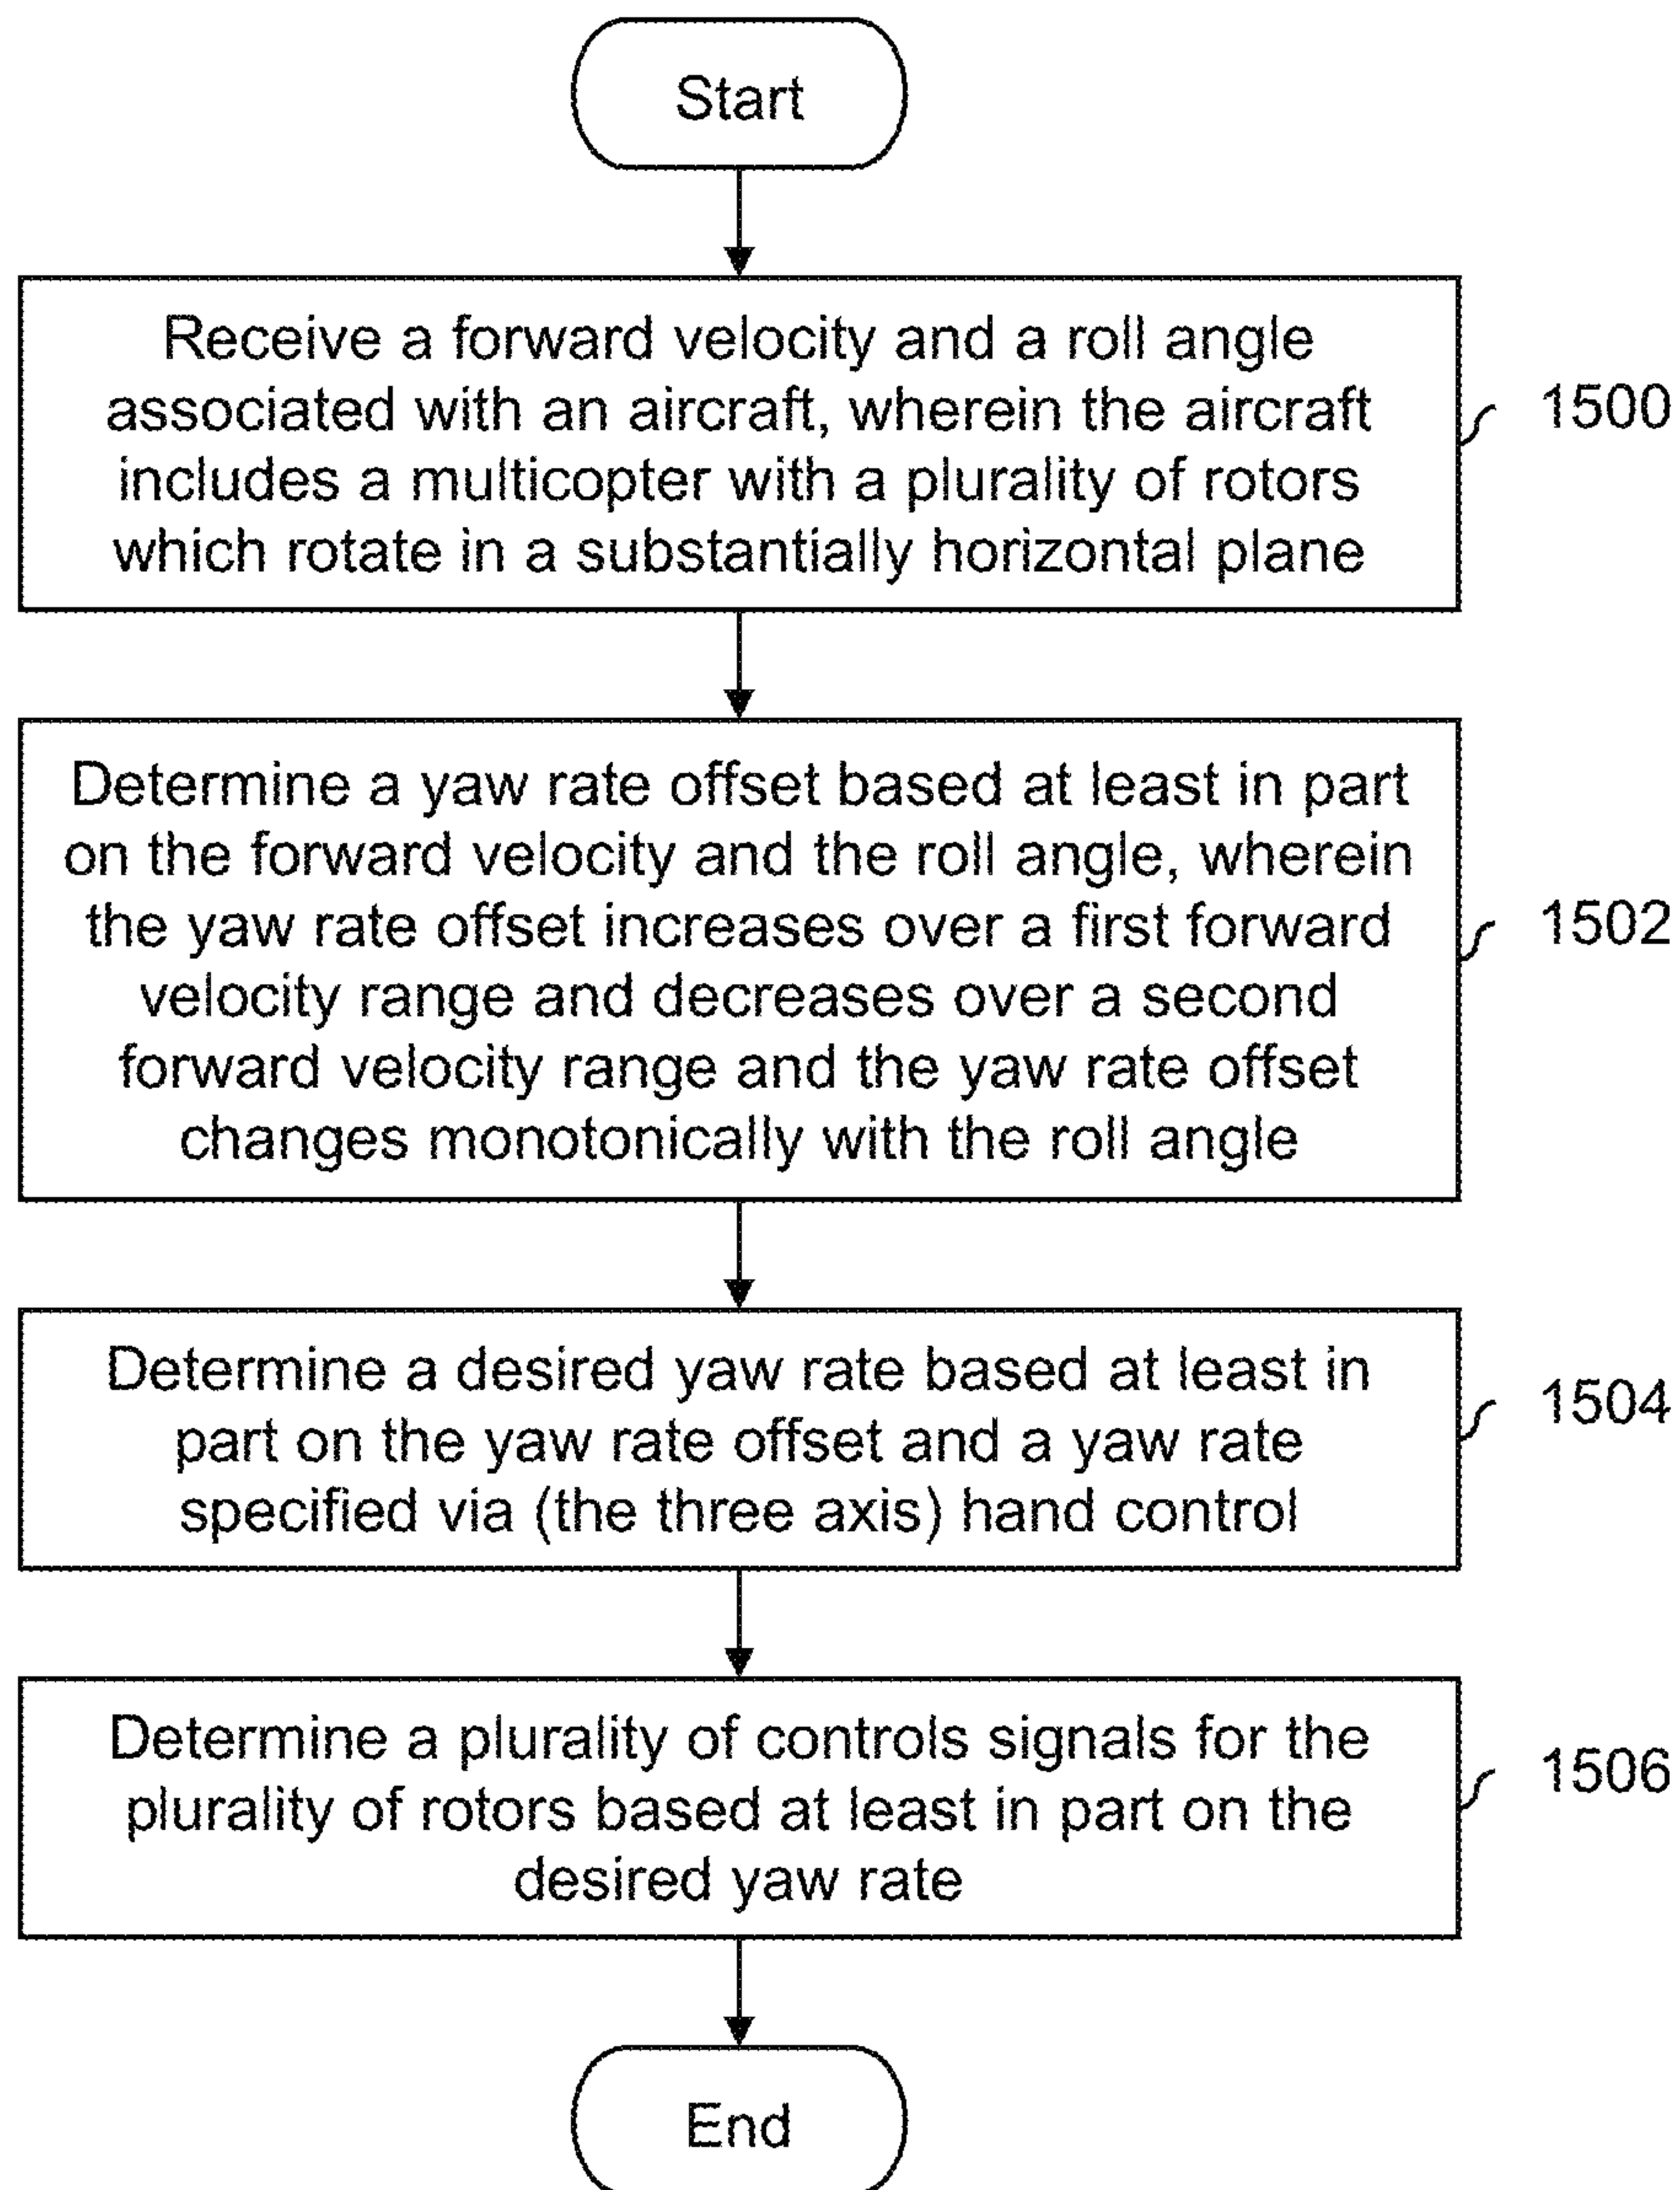 Start
Receive a forward velocity and a roll angle
associated with an aircraft, wherein the aircraft
includes a multicopter with a plurality of rotors
which rotate in a substantially horizontal plane
1500
Determine a yaw rate offset based at least in part
on the forward velocity and the roll angle, wherein
the yaw rate offset increases over a first forward
velocity range and decreases over a second
forward velocity range and the yaw rate offset
changes monotonically with the roll angle
1502
Determine a desired yaw rate based at least in
part on the yaw rate offset and a yaw rate
specified via (the three axis) hand control
1504
Determine a plurality of controls signals for the
plurality of rotors based at least in part on the
desired yaw rate
1506
End